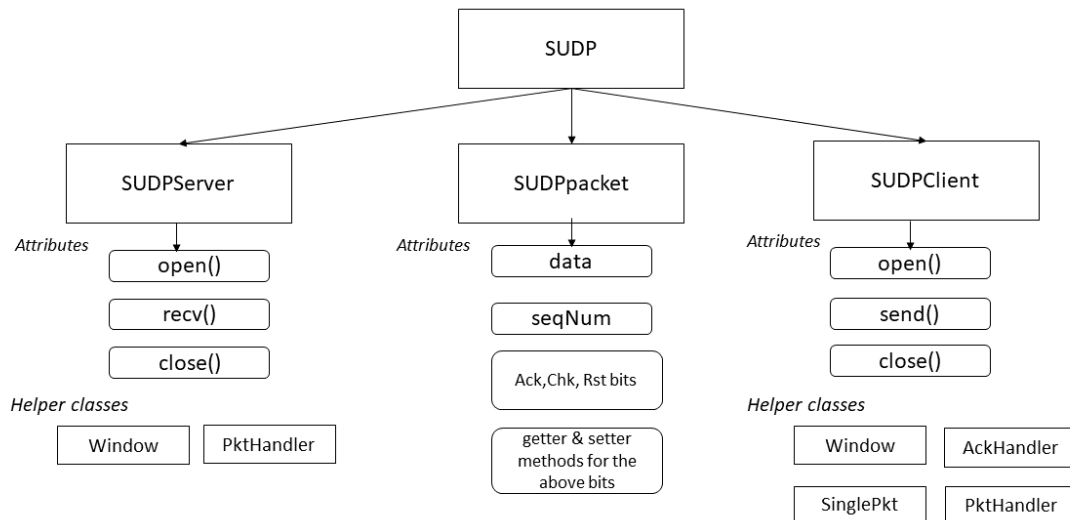 SUDP
SUDPServer
SUDPpacket
SUDPClient
Attributes
open()
recv()
close()
Helper classes
Window
PktHandler
Attributes
data
seqNum
Ack,Chk, Rst bits
getter & setter
methods for the
above bits
Attributes
open()
send()
close()
Helper classes
Window
AckHandler
SinglePkt
PktHandler